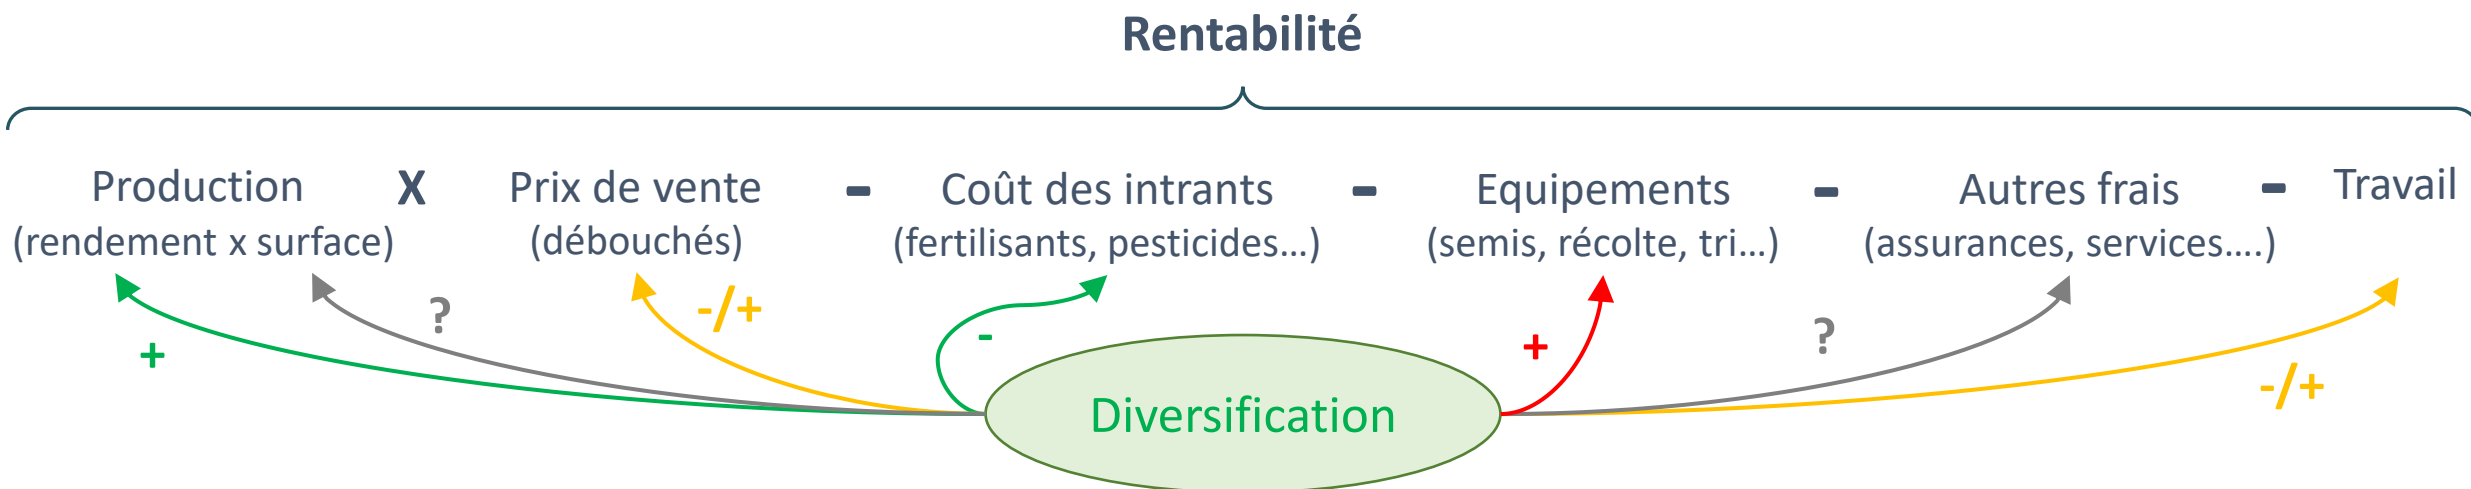 Rentabilité
Production X Prix de vente - Coût des intrants - Equipements - Autres frais - Travail
(rendement x surface) (débouchés) (fertilisants, pesticides...) (semis, récolte, tri...) (assurances, services....)
? -/+ - + ?
+ -/+
Diversification